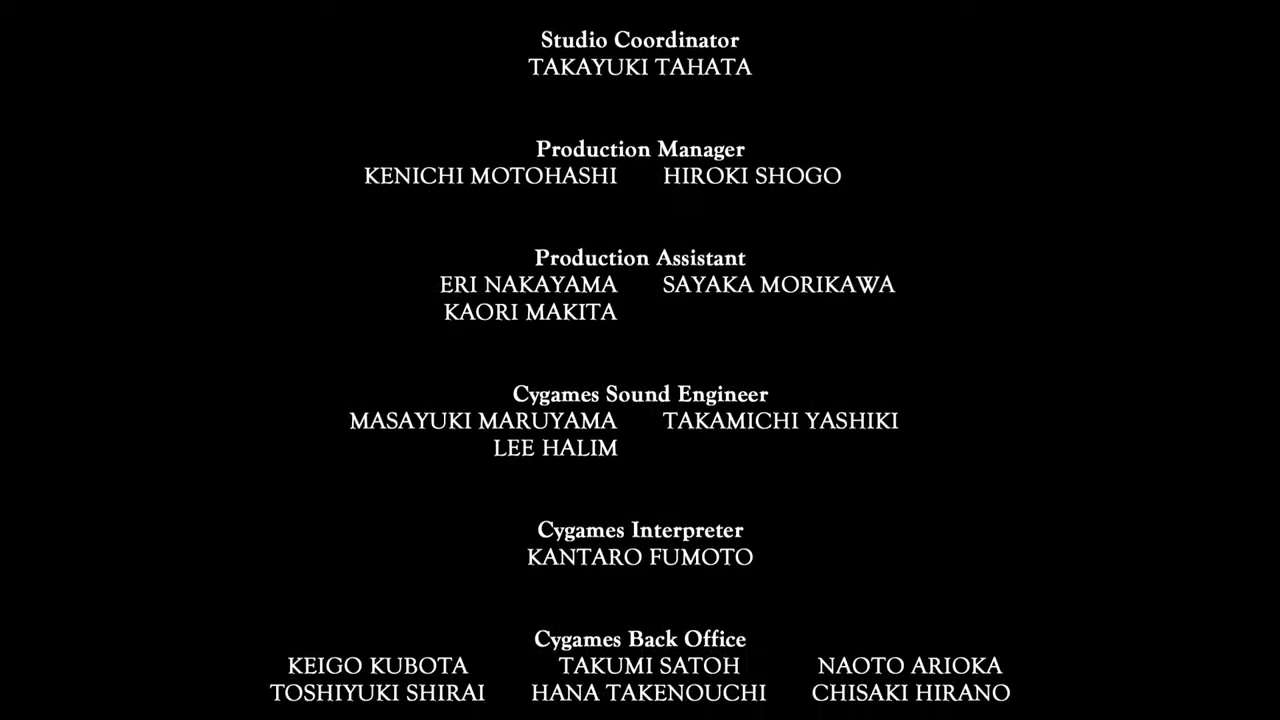 Studio Coordinator
TAKAYUKI TAHATA
Production Manager
KENICHI MOTOHASHI HIROKI SHOGO
Production Assistant
ERI NAKAYAMA SAYAKA MORIKAWA
KAORI MAKITA
Cygames Sound Engineer
MASAYUKI MARUYAMA TAKAMICHI YASHIKI
LEE HALIM
Cygames Interpreter
KANTARO FUMOTO
Cygames Back Office
KEIGO KUBOTA TAKUMI SATOH NAOTO ARIOKA
TOSHIYUKI SHIRAI HANA TAKENOUCHI CHISAKI HIRANO